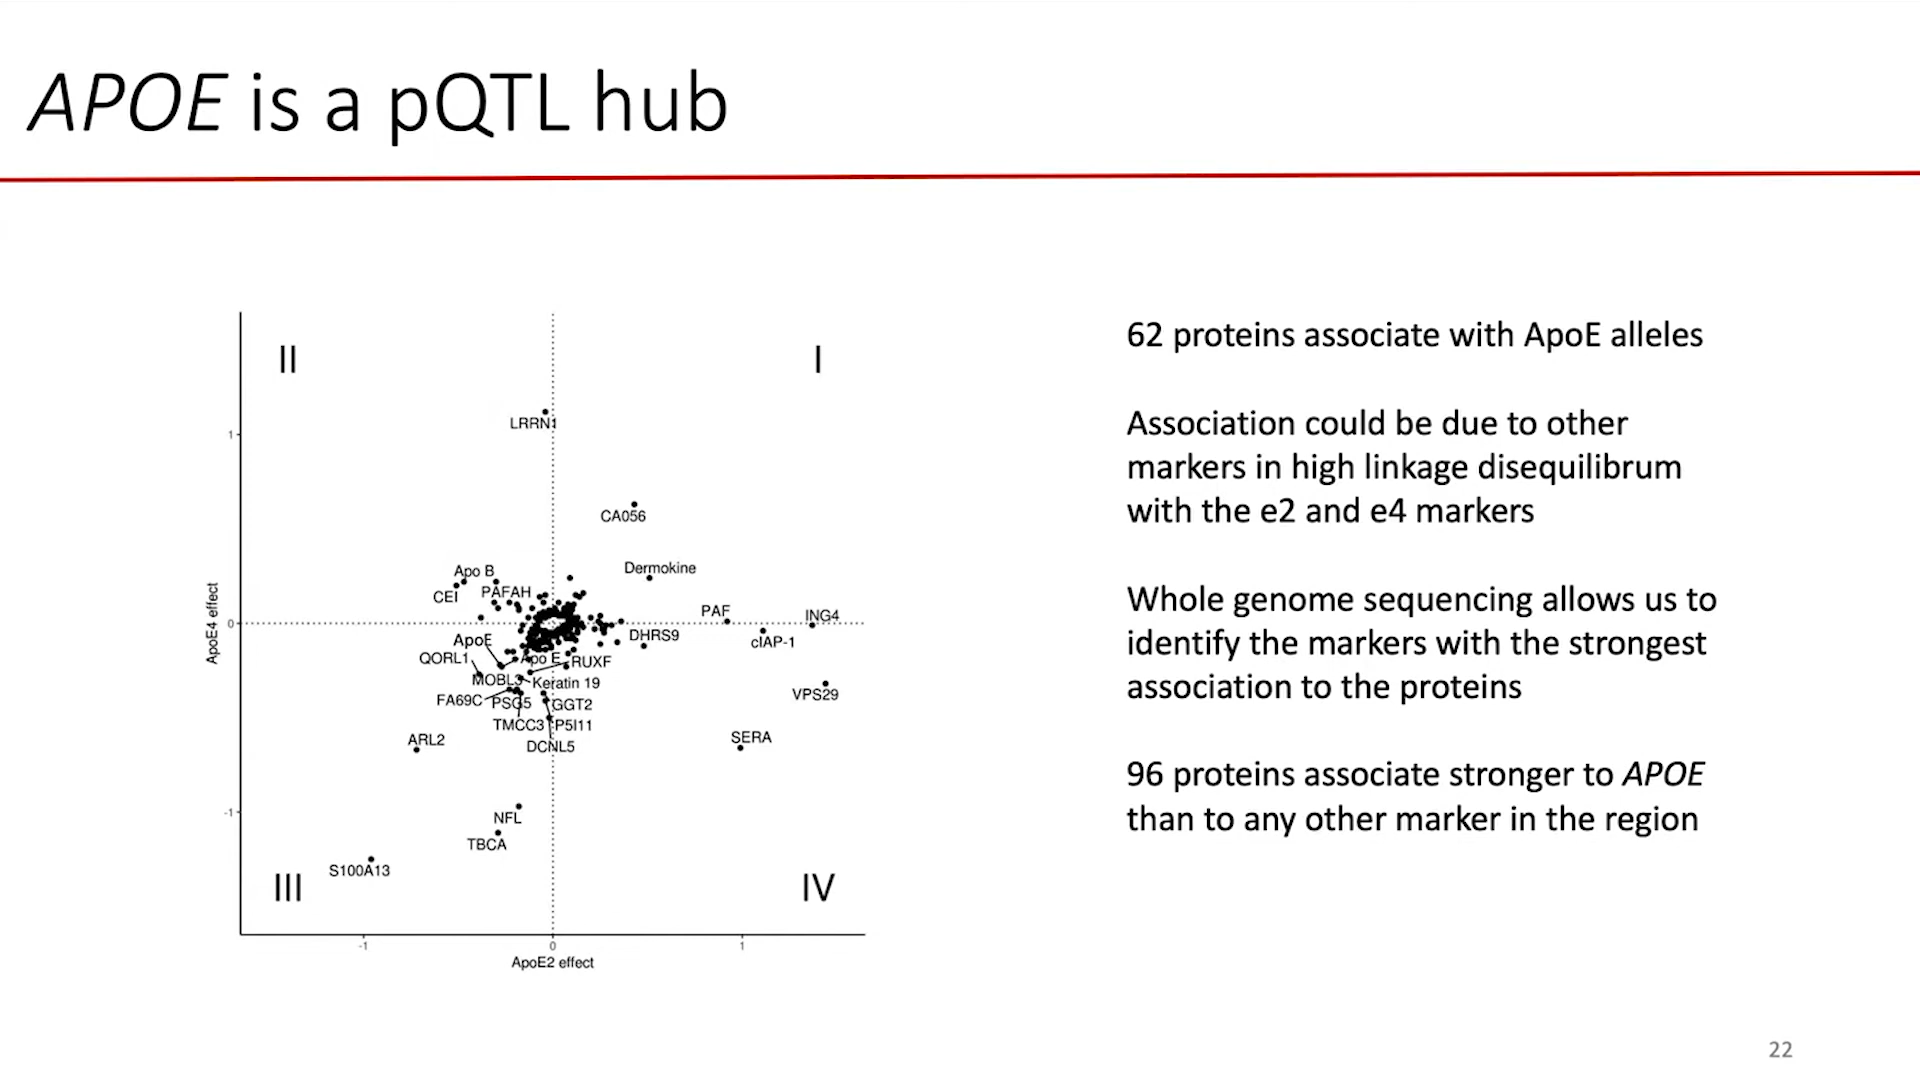 APOE is a pQTL hub
II
I
LRRN1
1
CA056
Apo B
Dermokine
CEI
PAFAH
PAF
ING4
0
DHRS9
cIAP-1
ApoE
QORL1
Apo E
RUXF
MOBL3
Keratin 19
VPS29
FA69C
PSG5
GGT2
TMCC3
P5I11
ARL2
DCNL5
SERA
-1
NFL
TBCA
S100A13
III
IV
-1
0
1
ApoE2 effect
ApoE4 effect
62 proteins associate with ApoE alleles
Association could be due to other
markers in high linkage disequilibrum
with the e2 and e4 markers
Whole genome sequencing allows us to
identify the markers with the strongest
association to the proteins
96 proteins associate stronger to APOE
than to any other marker in the region
22